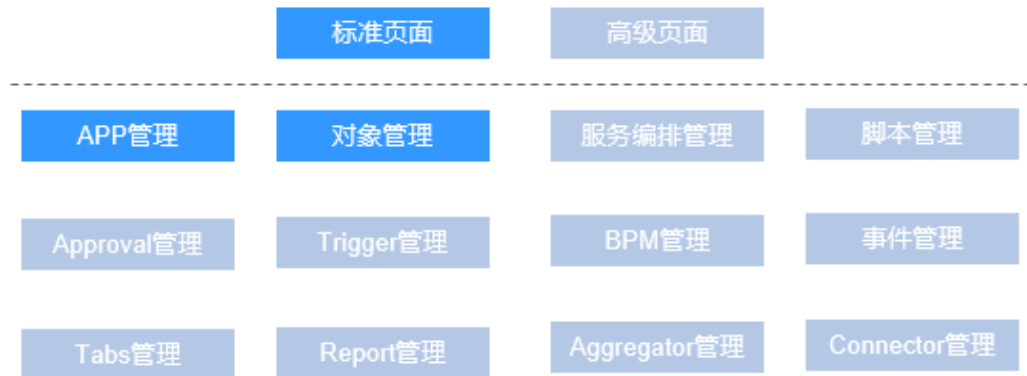 标准页面 高级页面
APP管理 对象管理 服务编排管理 脚本管理
Approval管理 Trigger管理 BPM管理 事件管理
Tabs管理 Report管理 Aggregator管理 Connector管理